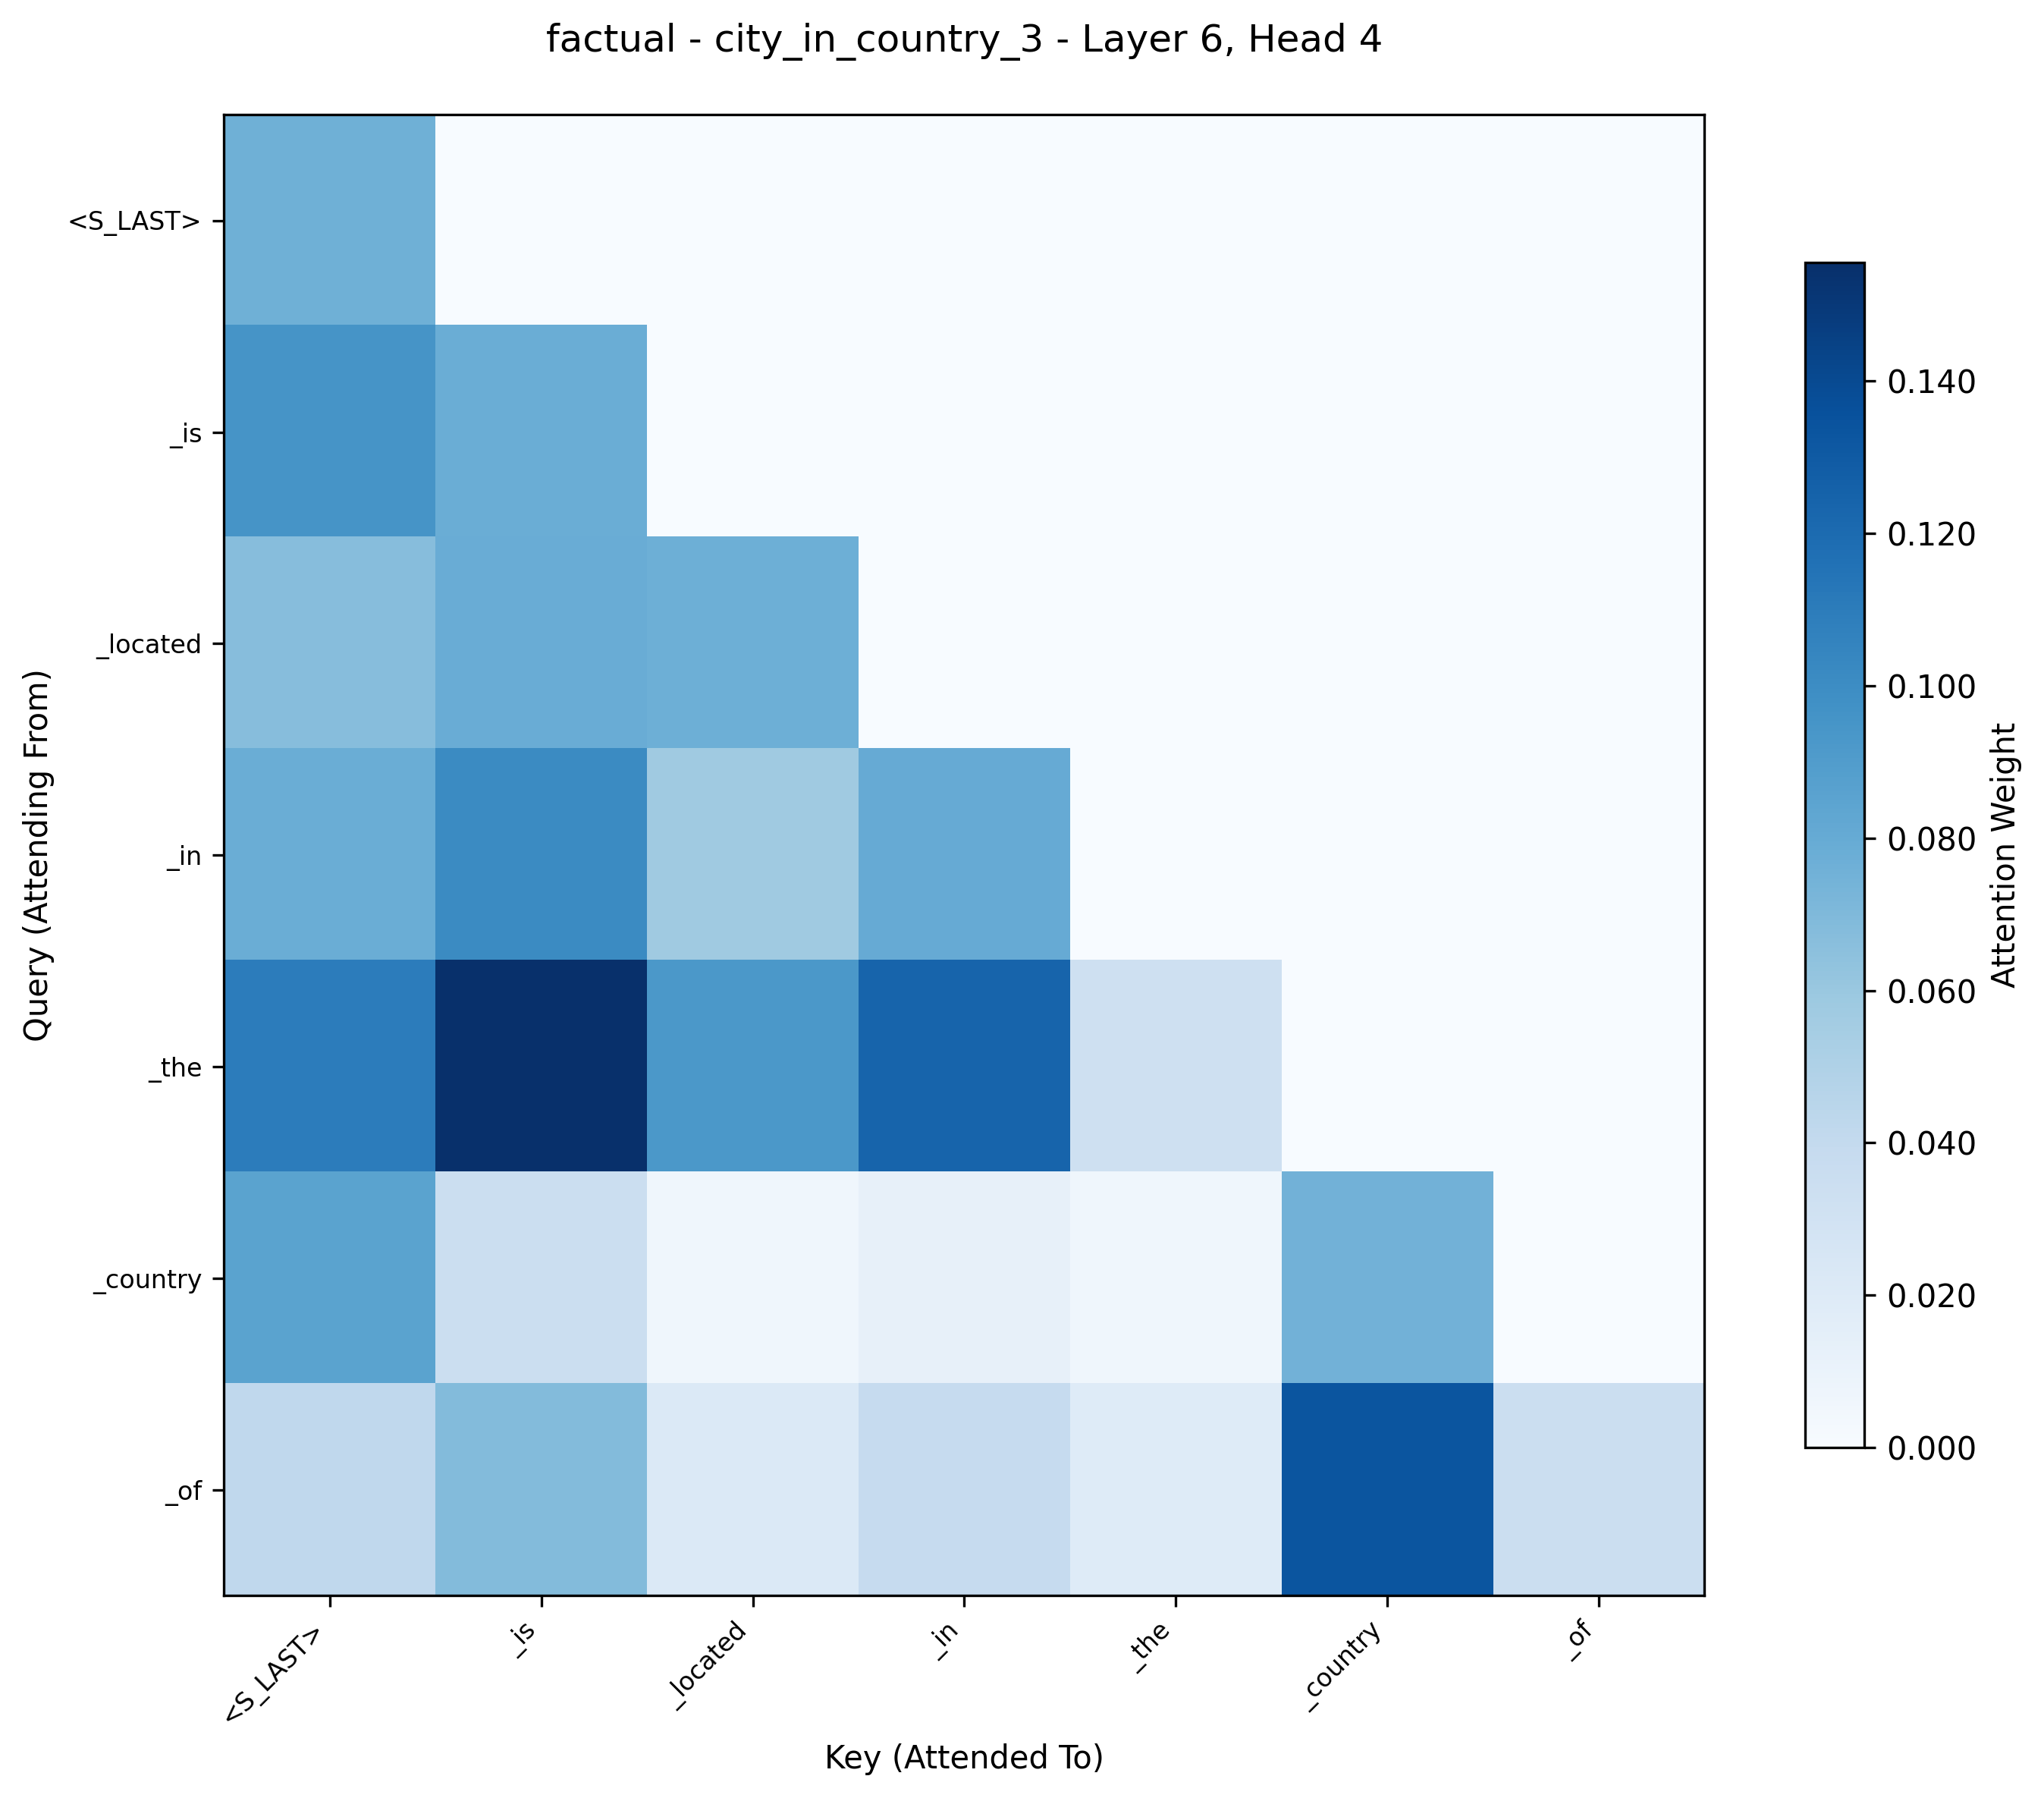 factual - city_in_country_3 - Layer 6, Head 4
Query (Attending From)
<S_LAST>
_is
_located
_in
_the
_country
_of
<S_LAST>
_is
_located
_in
_the
_country
_of
Key (Attended To)
0.140
0.120
0.100
0.080
0.060
0.040
0.020
0.000
Attention Weight